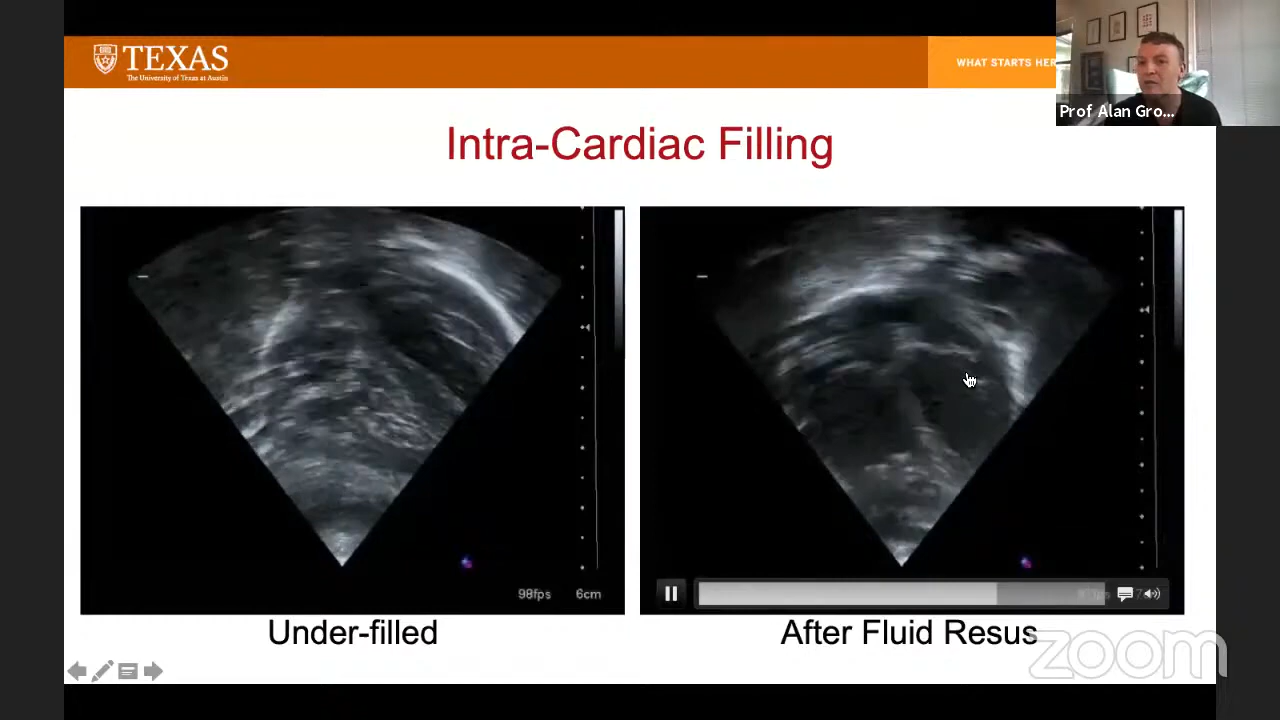 TEXAS
The University of Texas at Austin
WHAT STARTS HER
Prof Alan Gro...
Intra-Cardiac Filling
98fps 6cm
Under-filled
After Fluid Resus
zoom